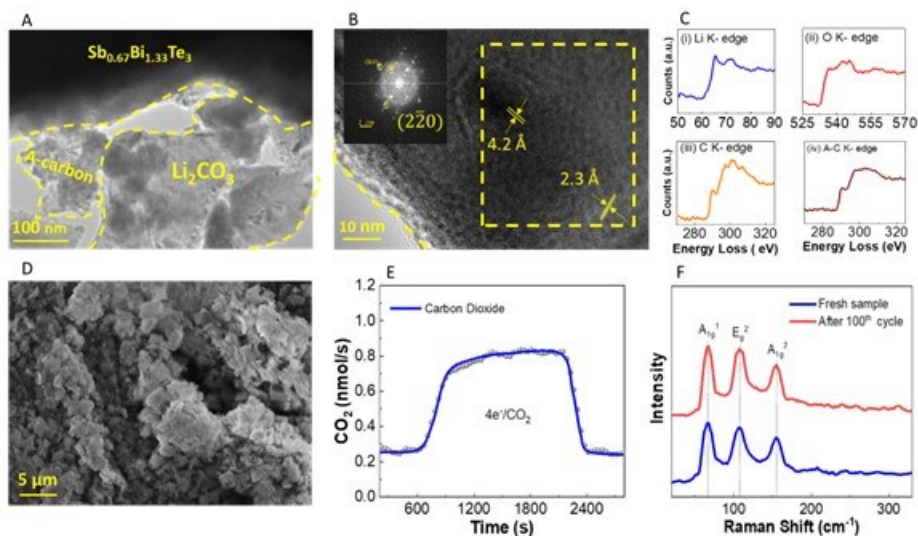 A
Sb0.67Bi1.33Te3
A-carbon
Li2CO3
100 nm
B
(2̅20)
4.2 Å
2.3 Å
10 nm
C
(i) Li K- edge
Counts (a.u.)
50 60 70 80 90
(ii) O K- edge
525 540 555 570
(iii) C K- edge
Counts (a.u.)
280 300 320
Energy Loss ( eV)
(iv) A-C K- edge
280 300 320
Energy Loss (eV)
D
5 µm
E
Carbon Dioxide
CO2 (nmol/s)
1.2
1.0
0.8
0.6
0.4
0.2
0.0
4e-/CO2
600 1200 1800 2400
Time (s)
F
Fresh sample
After 100th cycle
A1g1
Eg2
A1g2
Intensity
100 200 300
Raman Shift (cm-1)